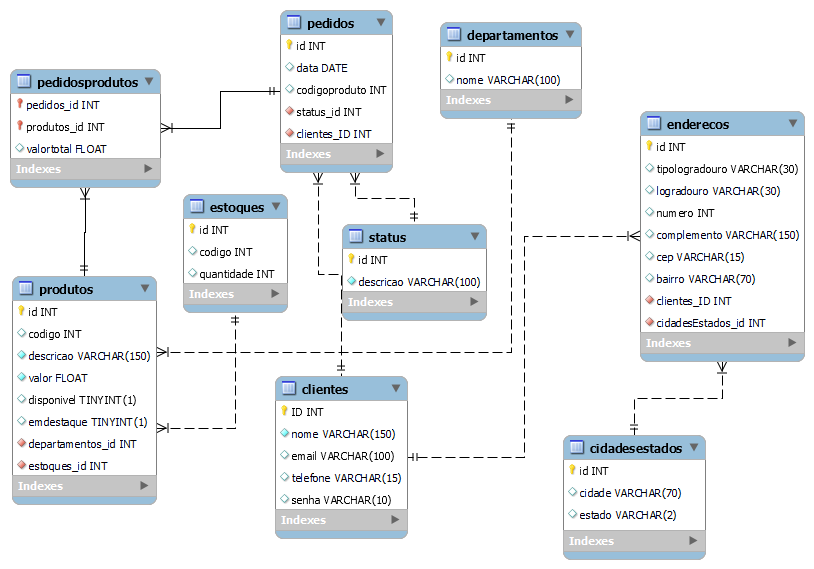 pedidos
id INT
data DATE
codigoproduto INT
status_id INT
clientes_ID INT
Indexes
departamentos
id INT
nome VARCHAR(100)
Indexes
pedidosprodutos
pedidos_id INT
produtos_id INT
valortotal FLOAT
Indexes
enderecos
id INT
tipologradouro VARCHAR(30)
logradouro VARCHAR(30)
numero INT
complemento VARCHAR(150)
cep VARCHAR(15)
bairro VARCHAR(70)
clientes_ID INT
cidadesEstados_id INT
Indexes
estoques
id INT
codigo INT
quantidade INT
Indexes
status
id INT
descricao VARCHAR(100)
Indexes
produtos
id INT
codigo INT
descricao VARCHAR(150)
valor FLOAT
disponivel TINYINT(1)
emdestaque TINYINT(1)
departamentos_id INT
estoques_id INT
Indexes
clientes
ID INT
nome VARCHAR(150)
email VARCHAR(100)
telefone VARCHAR(15)
senha VARCHAR(10)
Indexes
cidadesestados
id INT
cidade VARCHAR(70)
estado VARCHAR(2)
Indexes